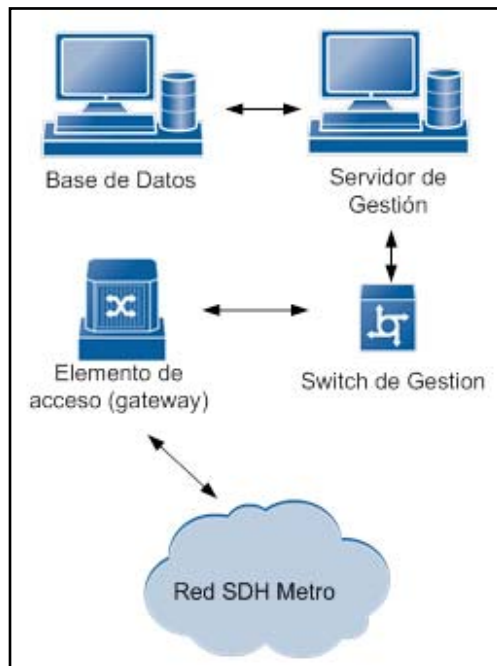 Base de Datos
Servidor de
Gestión
Elemento de
acceso (gateway)
Switch de Gestion
Red SDH Metro